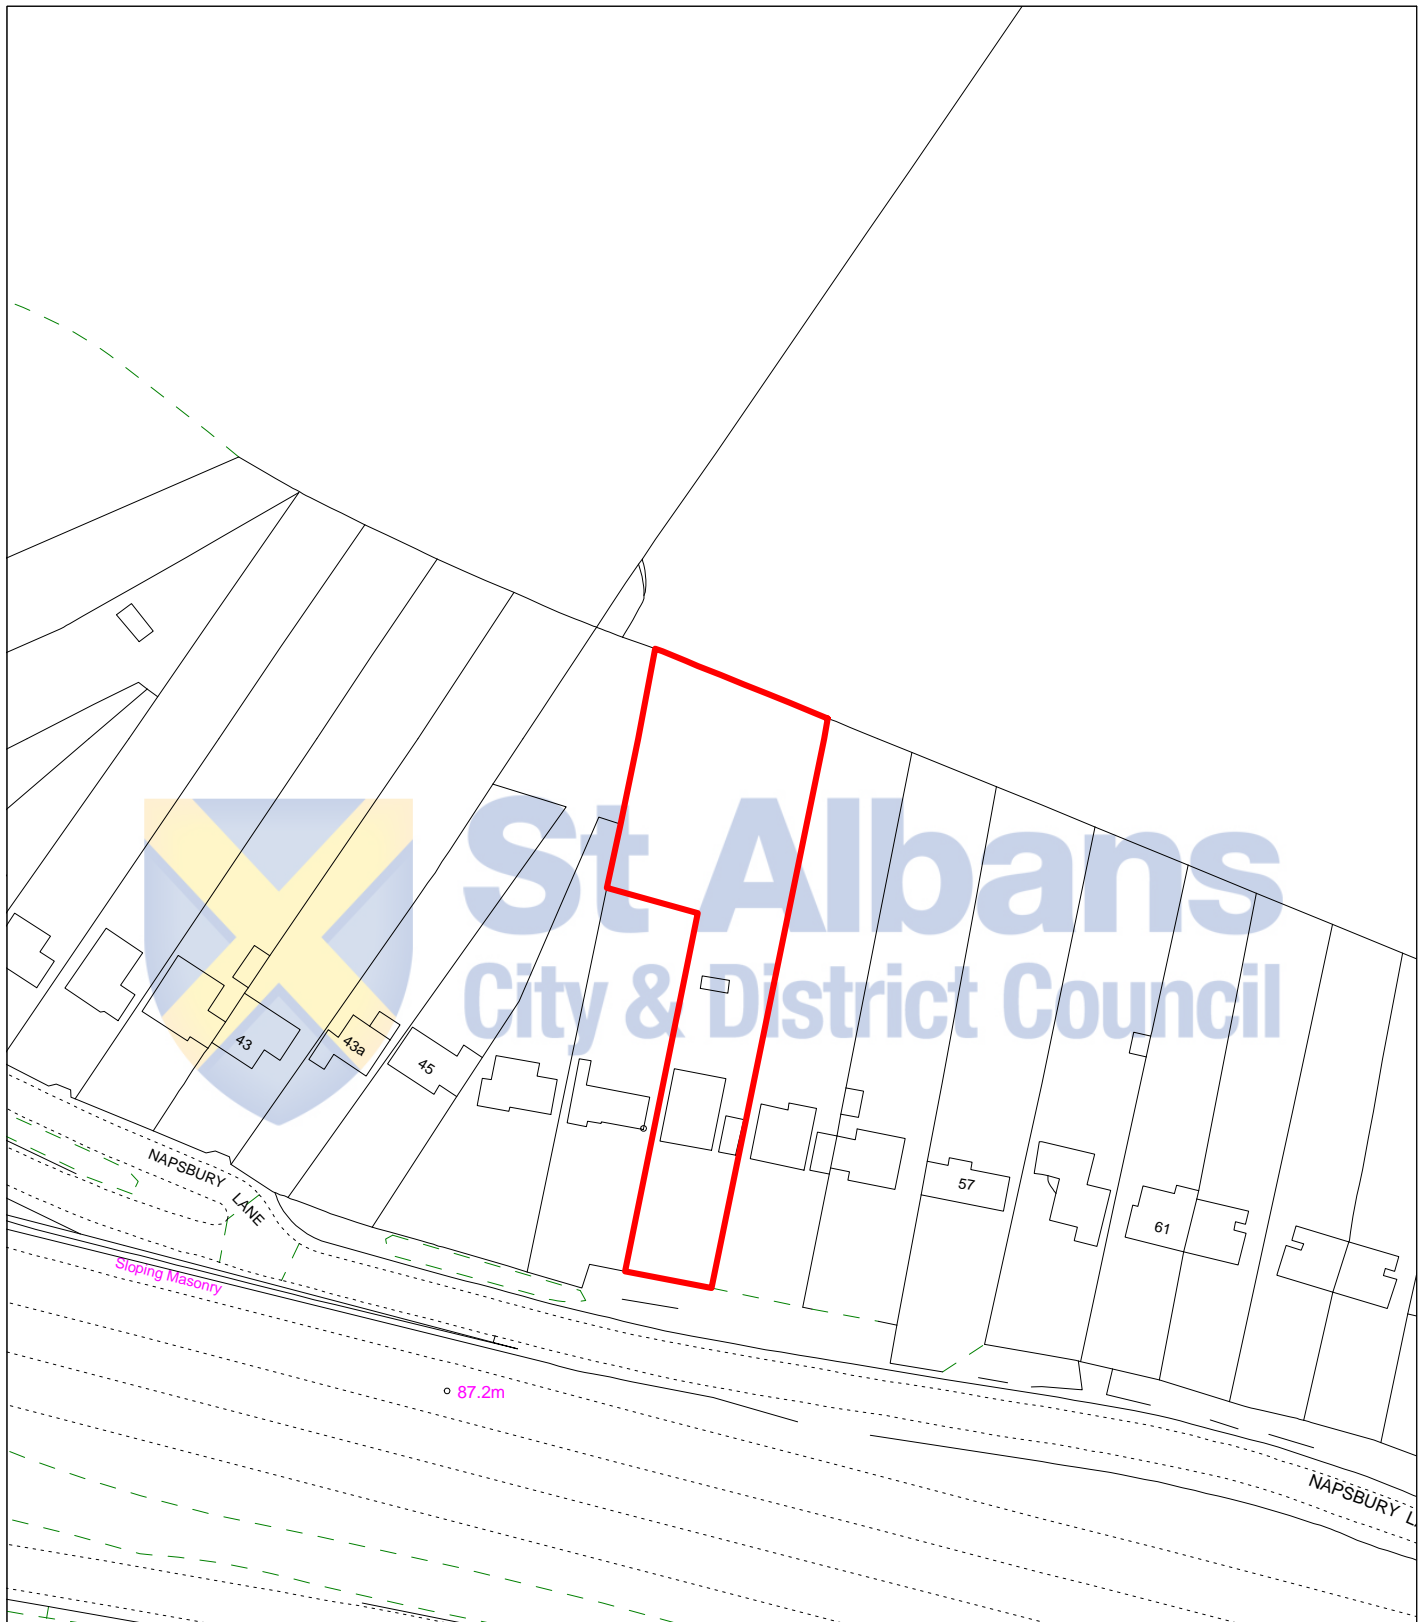 St Albans
City & District Council
43
43a
45
NAPSBURY LANE
57
61
Sloping Masonry
87.2m
NAPSBURY